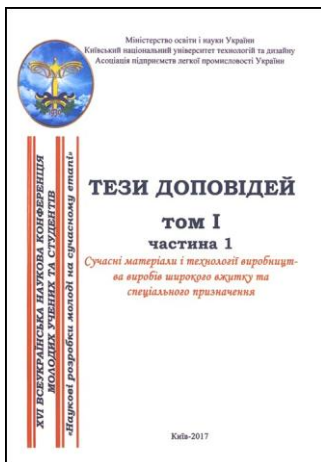 Міністерство освіти і науки України
Київський національний університет технологій та дизайну
Асоціація підприємств легкої промисловості України
XVI ВСЕУКРАЇНСЬКА НАУКОВА КОНФЕРЕНЦІЯ
МОЛОДИХ УЧЕНИХ ТА СТУДЕНТІВ
«Наукові розробки молоді на сучасному етапі»
ТЕЗИ ДОПОВІДЕЙ
том I
частина 1
Сучасні матеріали і технології виробницт-
ва виробів широкого вжитку та
спеціального призначення
Київ-2017